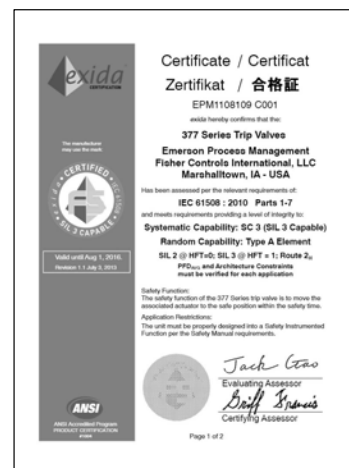 exida
CERTIFICATION
The manufacturer
may use the mark:
CERTIFIED
SIL 3 CAPABLE
Valid until Aug 1, 2016.
Revision 1.1 July 3, 2013
ANSI
ANSI Accredited Program
PRODUCT CERTIFICATION
Certificate / Certificat
Zertifikat / 合格証
EPM1108109 C001
exida hereby confirms that the:
377 Series Trip Valves
Emerson Process Management
Fisher Controls International, LLC
Marshalltown, IA - USA
Has been assessed per the relevant requirements of:
IEC 61508 : 2010 Parts 1-7
and meets requirements providing a level of integrity to:
Systematic Capability: SC 3 (SIL 3 Capable)
Random Capability: Type A Element
SIL 2 @ HFT=0; SIL 3 @ HFT = 1; Route 2H
PFDAVG and Architecture Constraints
must be verified for each application
Safety Function:
The safety function of the 377 Series trip valve is to move the
associated actuator to the safe position within the safety time.
Application Restrictions:
The unit must be properly designed into a Safety Instrumented
Function per the Safety Manual requirements.
Evaluating Assessor
Griff Francis
Certifying Assessor
Page 1 of 2